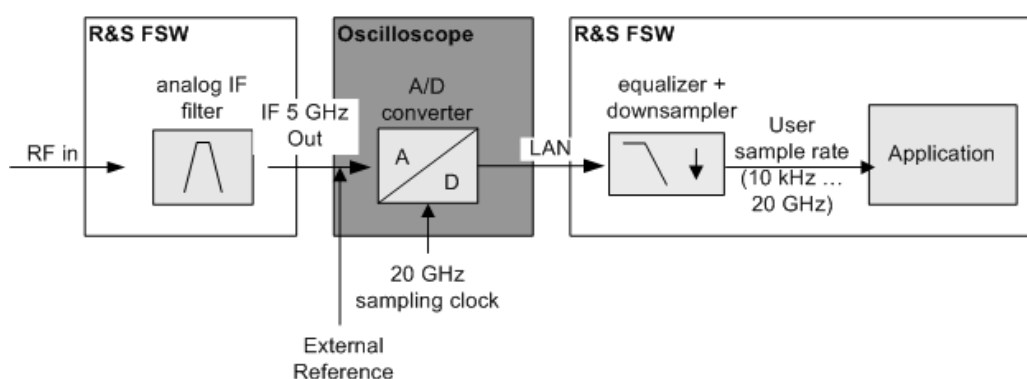 R&S FSW
analog IF
filter
RF in
IF 5 GHz
Out
Oscilloscope
A/D
converter
A
D
20 GHz
sampling clock
External
Reference
LAN
R&S FSW
equalizer +
downsampler
User
sample rate
(10 kHz ...
20 GHz)
Application